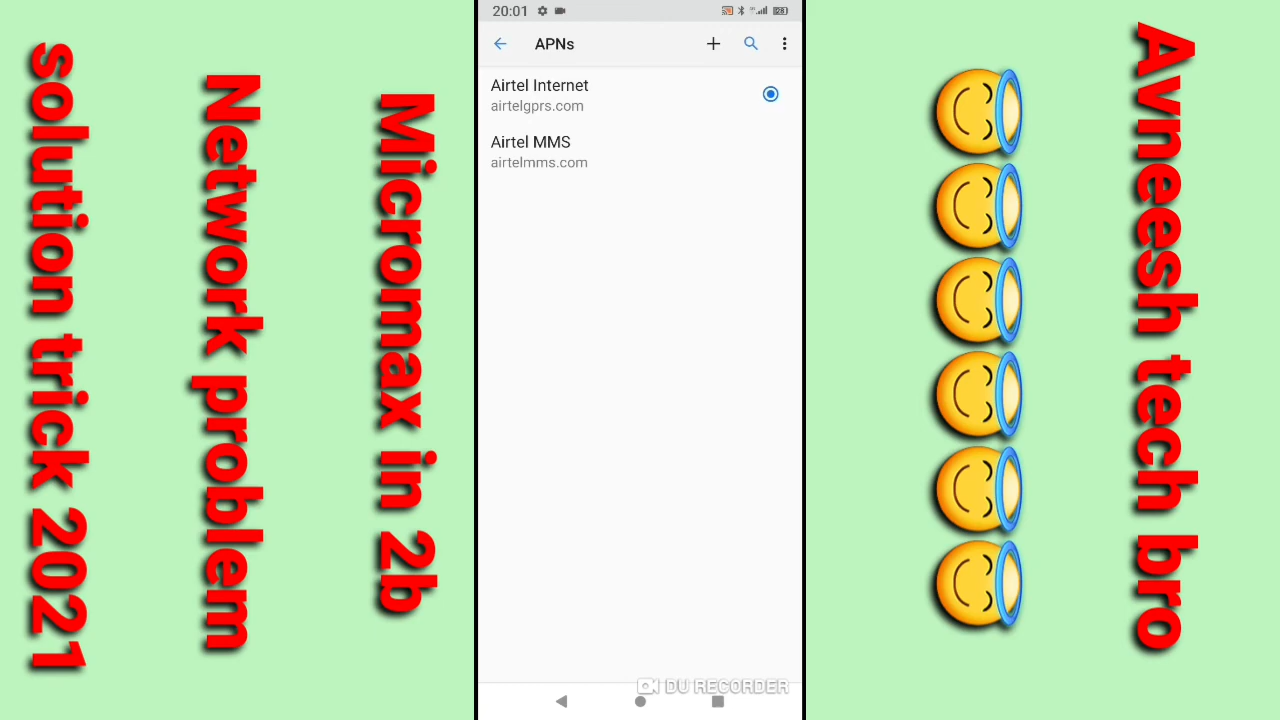 solution trick 2021
Network problem
Micromax in 2b
20:01
28
APNs
Airtel Internet
airtelgprs.com
Airtel MMS
airtelmms.com
DU RECORDER
Avneesh tech bro